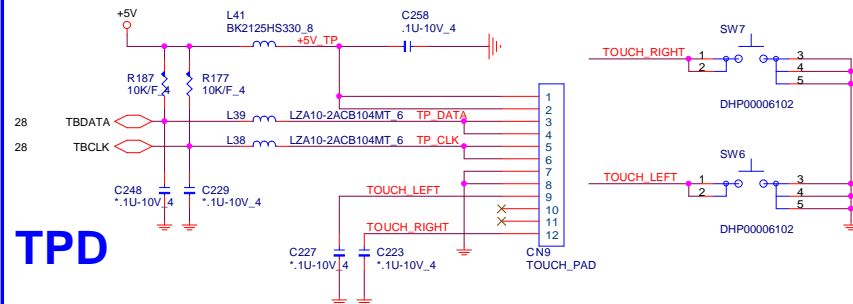 +5V
L41
BK2125HS330_8
+5V_TP
C258
.1U-10V_4
R187
10K/F_4
R177
10K/F_4
28
TBDATA
L39
LZA10-2ACB104MT_6
TP_DATA
28
TBCLK
L38
LZA10-2ACB104MT_6
TP_CLK
C248
*.1U-10V_4
C229
*.1U-10V_4
TOUCH_LEFT
TOUCH_RIGHT
C227
*.1U-10V_4
C223
*.1U-10V_4
1
2
3
4
5
6
7
8
9
10
11
12
CN9
TOUCH_PAD
SW7
TOUCH_RIGHT
1
2
3
4
5
DHP00006102
SW6
TOUCH_LEFT
1
2
3
4
5
DHP00006102
TPD